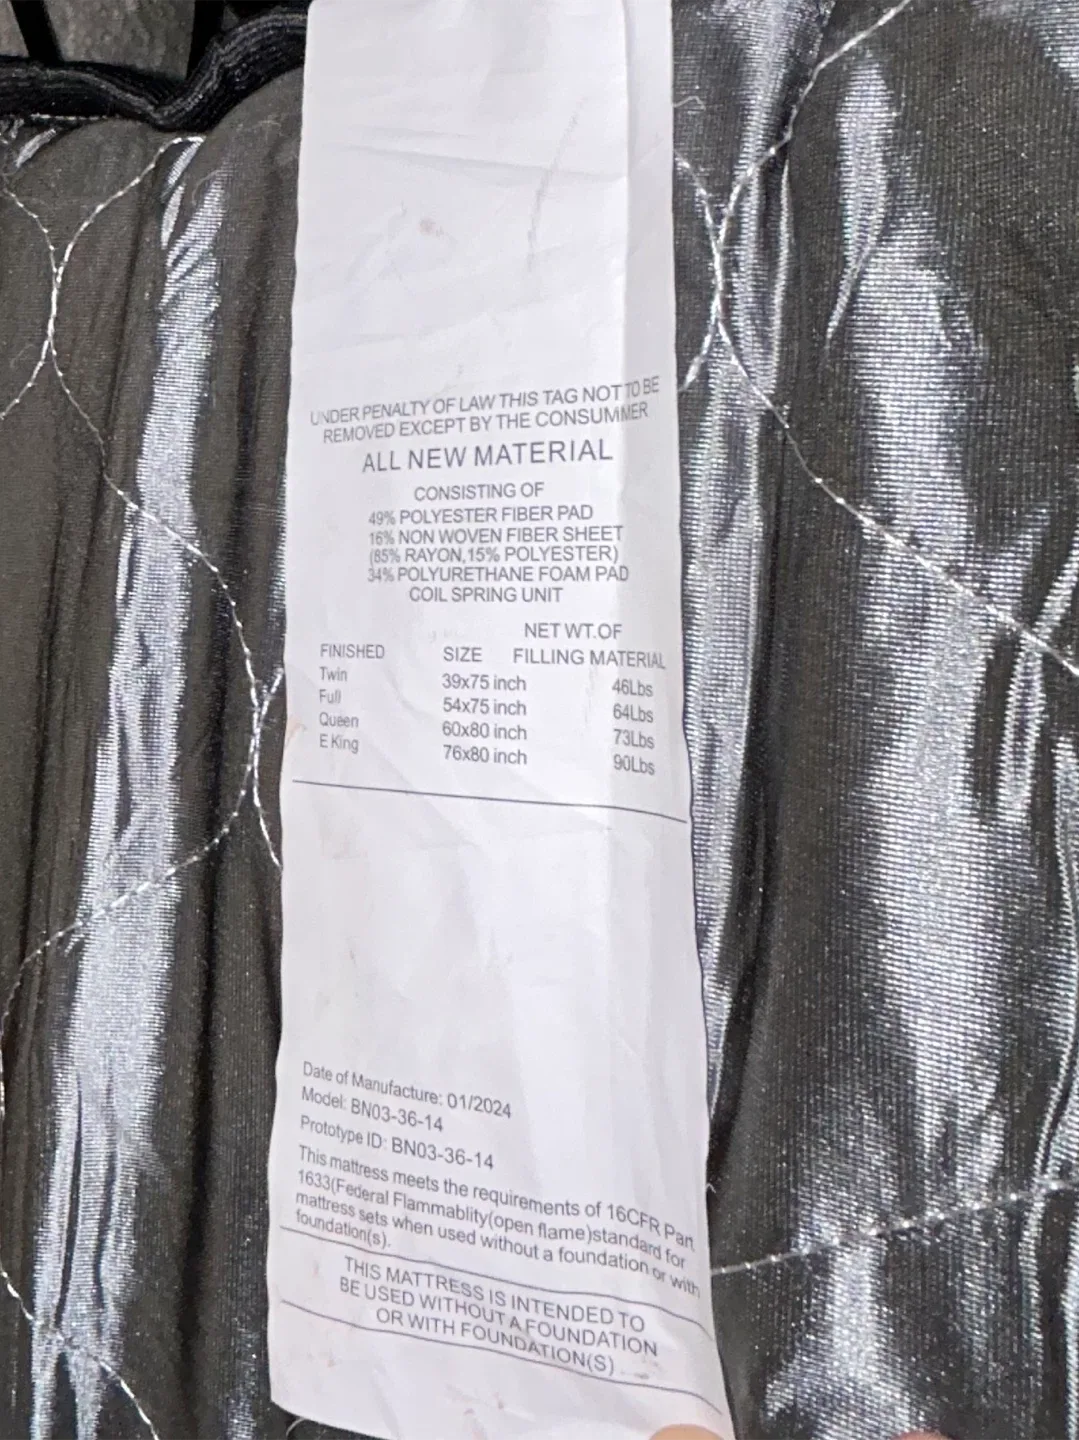 UNDER PENALTY OF LAW THIS TAG NOT TO BE
REMOVED EXCEPT BY THE CONSUMMER
ALL NEW MATERIAL
CONSISTING OF
49% POLYESTER FIBER PAD
16% NON WOVEN FIBER SHEET
(85% RAYON,15% POLYESTER)
34% POLYURETHANE FOAM PAD
COIL SPRING UNIT
NET WT.OF
FINISHED SIZE FILLING MATERIAL
Twin 39x75 inch 46Lbs
Full 54x75 inch 64Lbs
Queen 60x80 inch 73Lbs
E King 76x80 inch 90Lbs
Date of Manufacture: 01/2024
Model: BN03-36-14
Prototype ID: BN03-36-14
This mattress meets the requirements of 16CFR Part
1633(Federal Flammablity(open flame)standard for
mattress sets when used without a foundation or with
foundation(s).
THIS MATTRESS IS INTENDED TO
BE USED WITHOUT A FOUNDATION
OR WITH FOUNDATION(S)